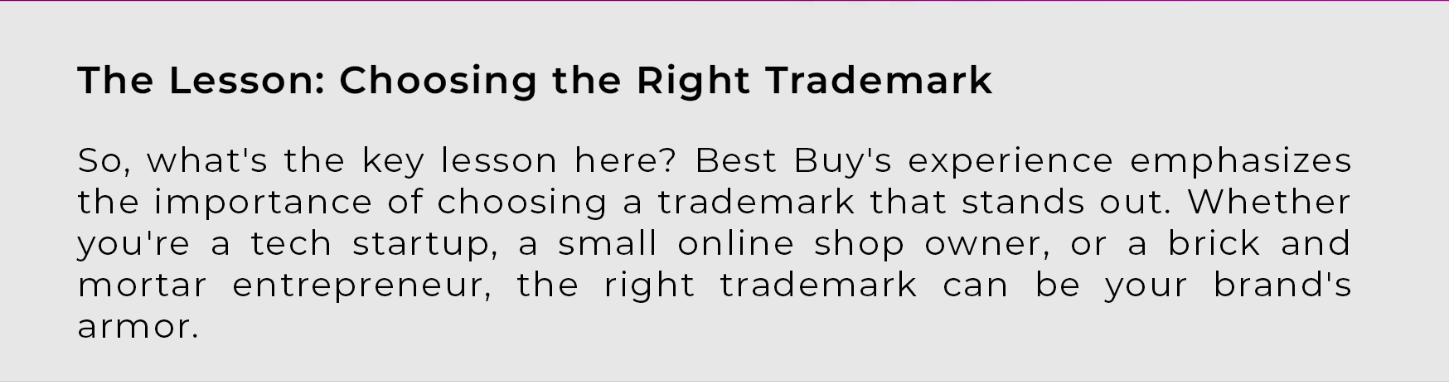 The Lesson: Choosing the Right Trademark
So, what's the key lesson here? Best Buy's experience emphasizes
the importance of choosing a trademark that stands out. Whether
you're a tech startup, a small online shop owner, or a brick and
mortar entrepreneur, the right trademark can be your brand's
armor.